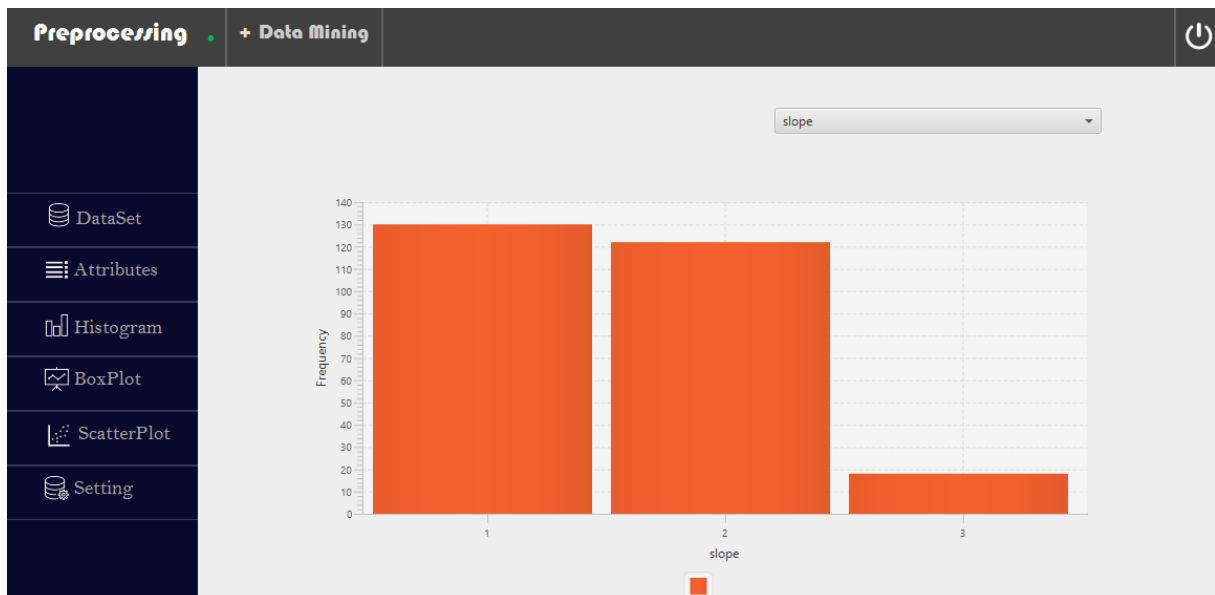 Preprocessing .
+ Data Mining
slope
DataSet
Attributes
Histogram
BoxPlot
ScatterPlot
Setting
Frequency
140
130
120
110
100
90
80
70
60
50
40
30
20
10
0
1 2 3
slope